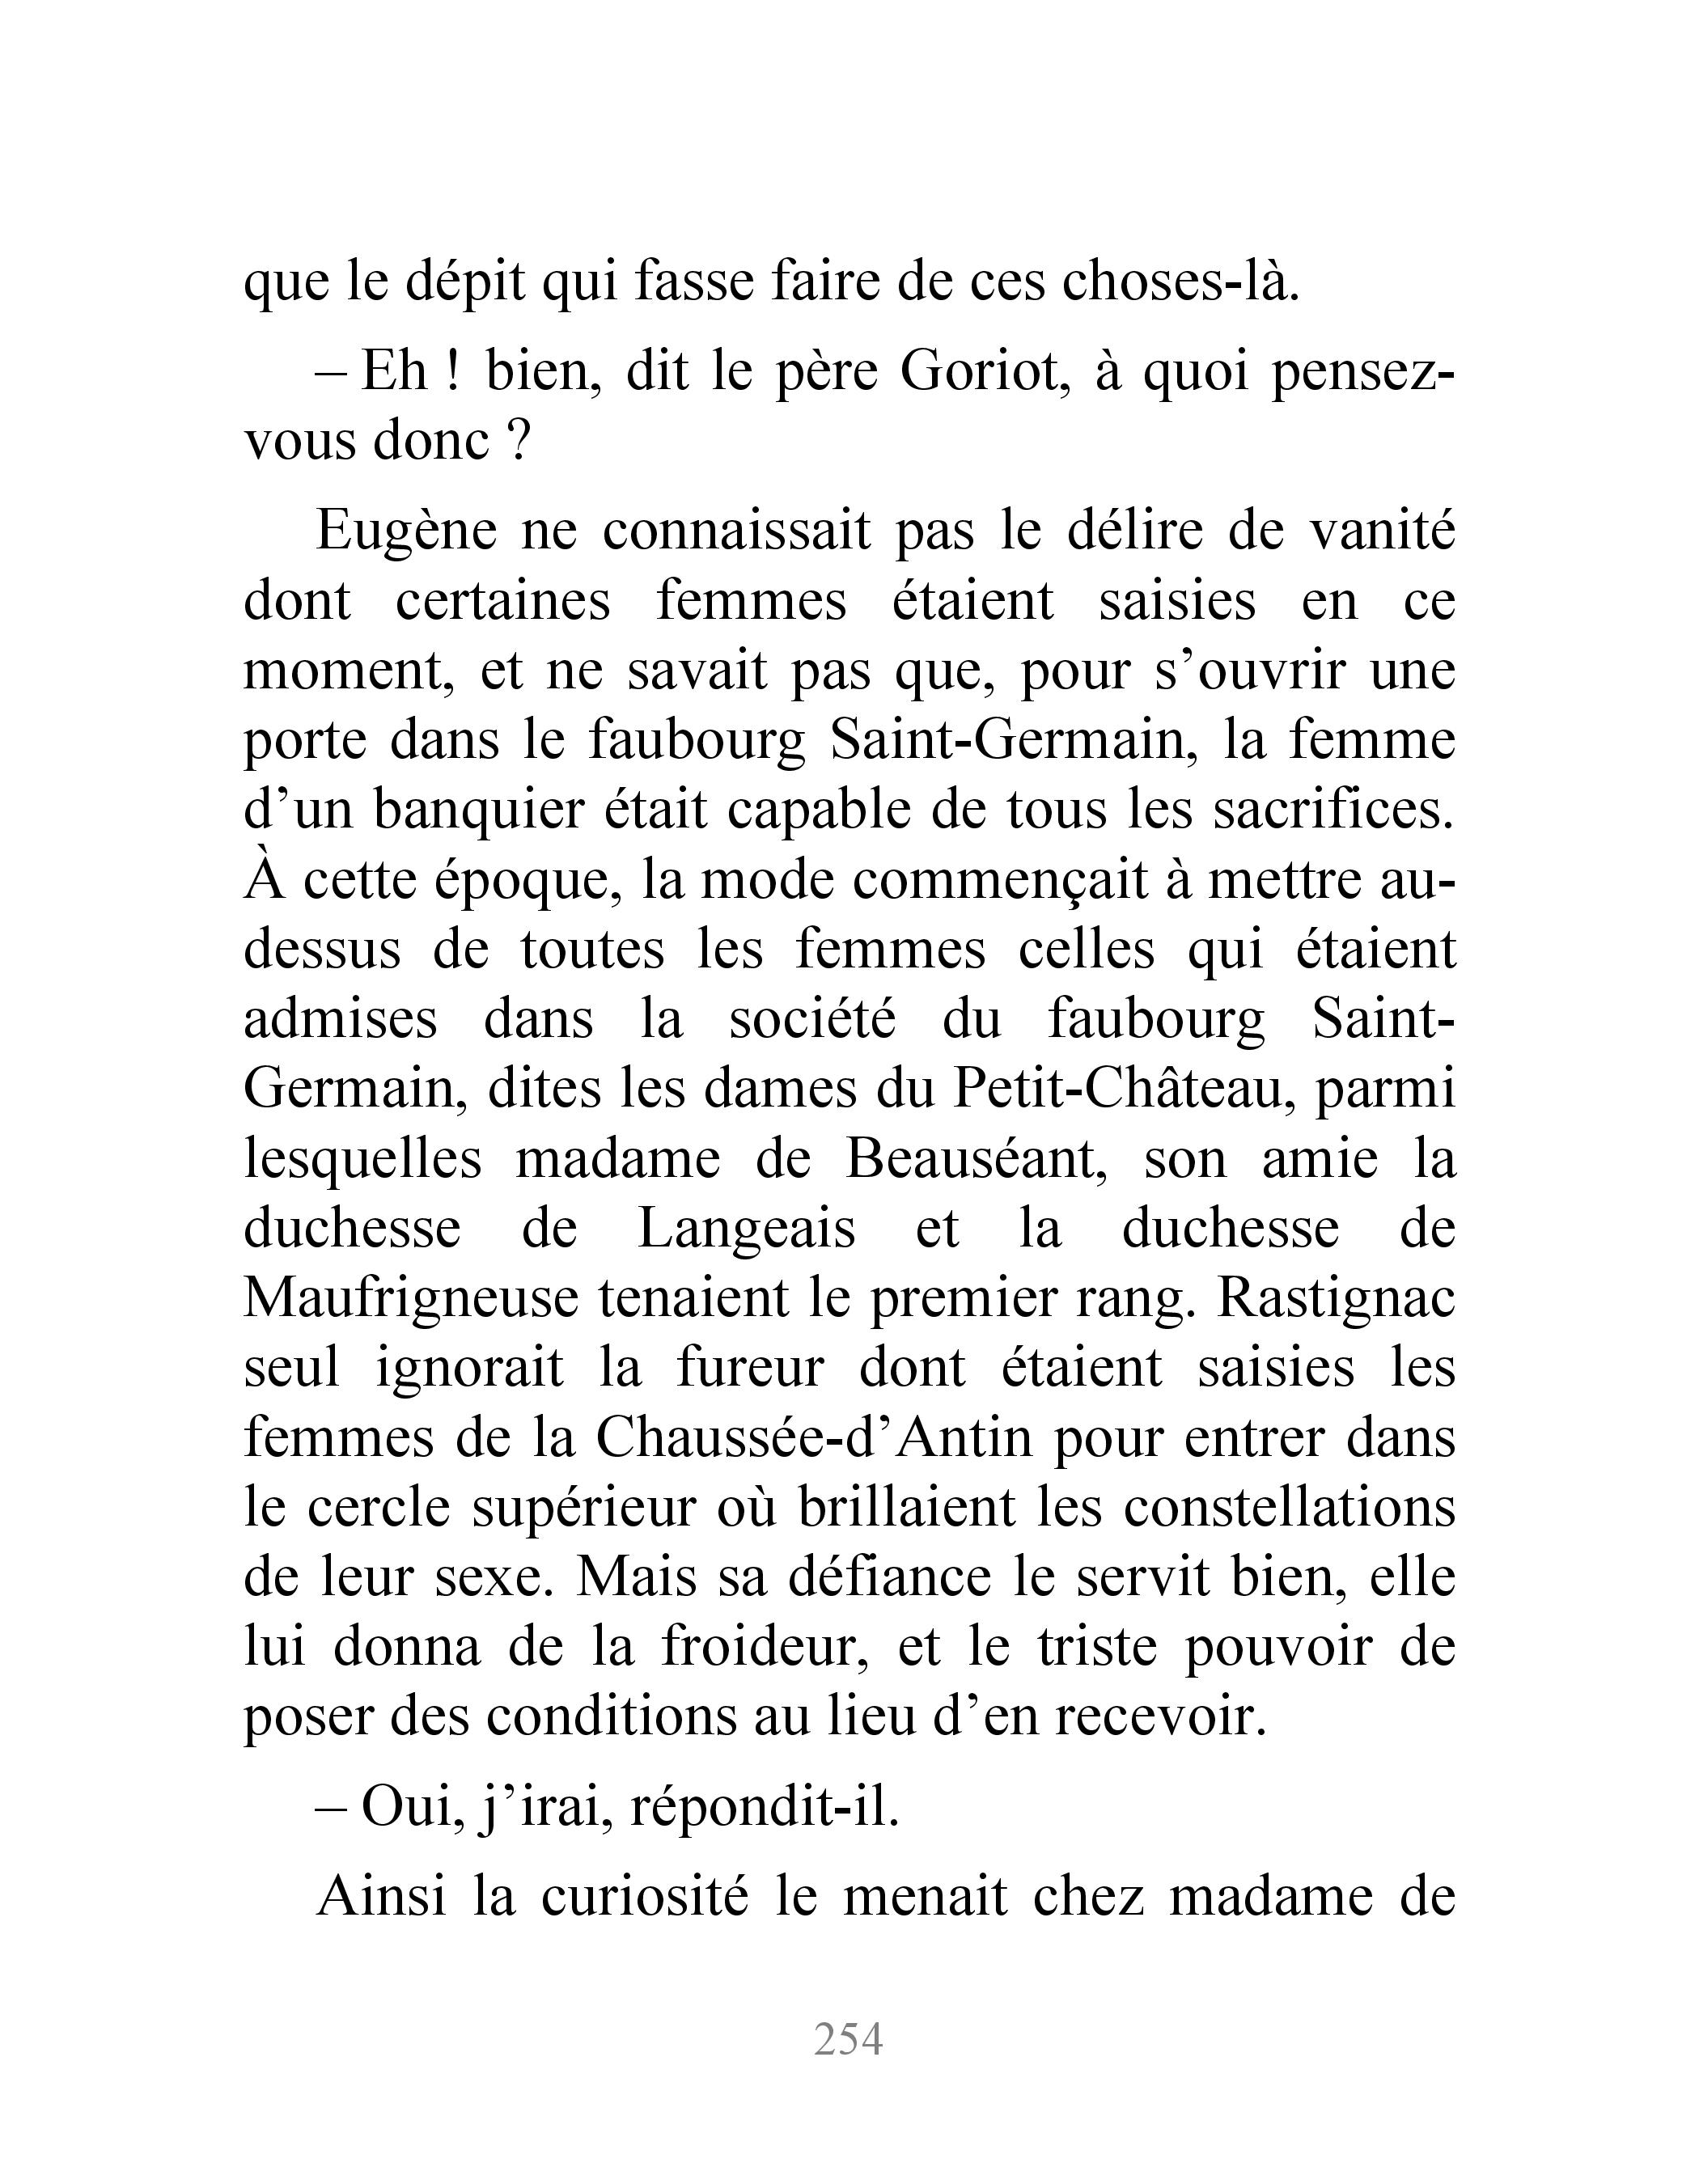 que le dépit qui fasse faire de ces choses-là.
– Eh ! bien, dit le père Goriot, à quoi pensez-
vous donc ?
Eugène ne connaissait pas le délire de vanité
dont certaines femmes étaient saisies en ce
moment, et ne savait pas que, pour s’ouvrir une
porte dans le faubourg Saint-Germain, la femme
d’un banquier était capable de tous les sacrifices.
À cette époque, la mode commençait à mettre au-
dessus de toutes les femmes celles qui étaient
admises dans la société du faubourg Saint-
Germain, dites les dames du Petit-Château, parmi
lesquelles madame de Beauséant, son amie la
duchesse de Langeais et la duchesse de
Maufrigneuse tenaient le premier rang. Rastignac
seul ignorait la fureur dont étaient saisies les
femmes de la Chaussée-d’Antin pour entrer dans
le cercle supérieur où brillaient les constellations
de leur sexe. Mais sa défiance le servit bien, elle
lui donna de la froideur, et le triste pouvoir de
poser des conditions au lieu d’en recevoir.
– Oui, j’irai, répondit-il.
Ainsi la curiosité le menait chez madame de
254